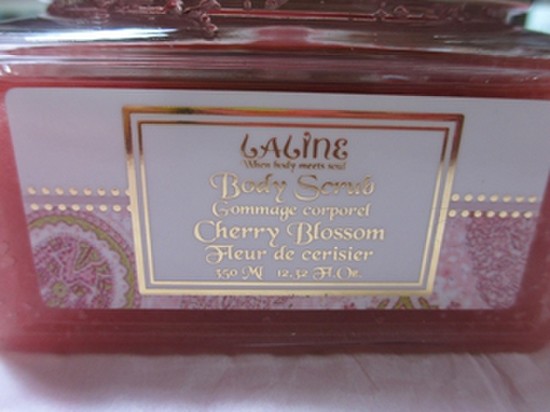 LALINE
When body meets soul
Body Scrub
Gommage corporel
Cherry Blossom
Fleur de cerisier
350 Ml 12.32 Fl.Oz.